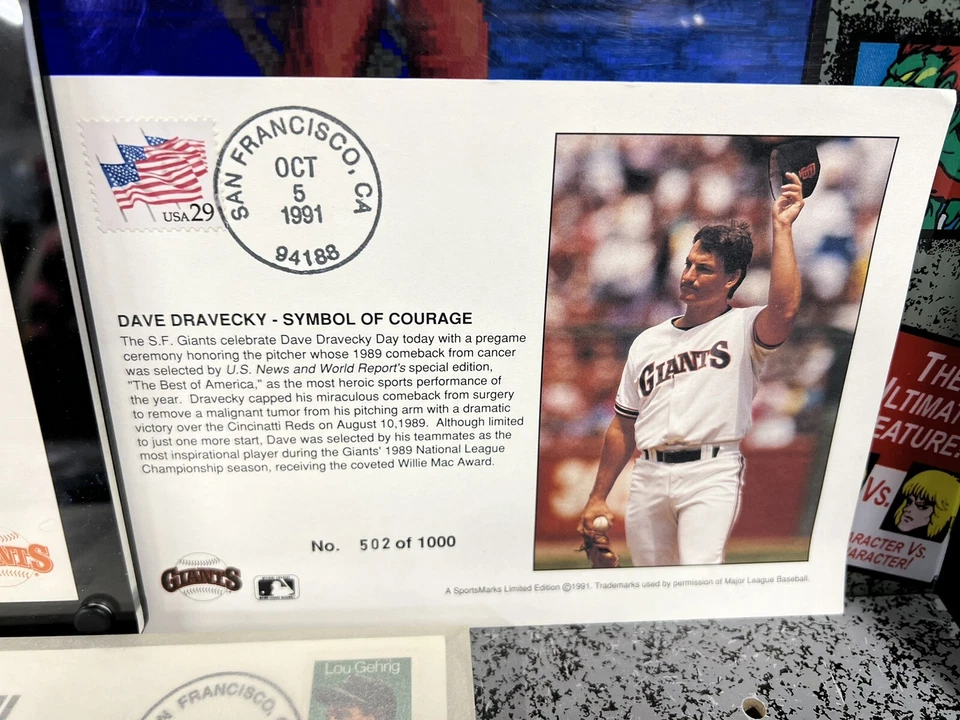 SAN FRANCISCO, CA
OCT
5
1991
94188
USA 29
DAVE DRAVECKY - SYMBOL OF COURAGE
The S.F. Giants celebrate Dave Dravecky Day today with a pregame
ceremony honoring the pitcher whose 1989 comeback from cancer
was selected by U.S. News and World Report's special edition,
"The Best of America," as the most heroic sports performance of
the year. Dravecky capped his miraculous comeback from surgery
to remove a malignant tumor from his pitching arm with a dramatic
victory over the Cincinatti Reds on August 10,1989. Although limited
to just one more start, Dave was selected by his teammates as the
most inspirational player during the Giants' 1989 National League
Championship season, receiving the coveted Willie Mac Award.
No. 502 of 1000
GIANTS
A SportsMarks Limited Edition ©1991. Trademarks used by permission of Major League Baseball.
GIANTS
THE
ULTIMAT
EATURE
Vs.
ARACTER Vs.
ARACTER!
NTS
Lou Gehrig
N FRANCISCO,